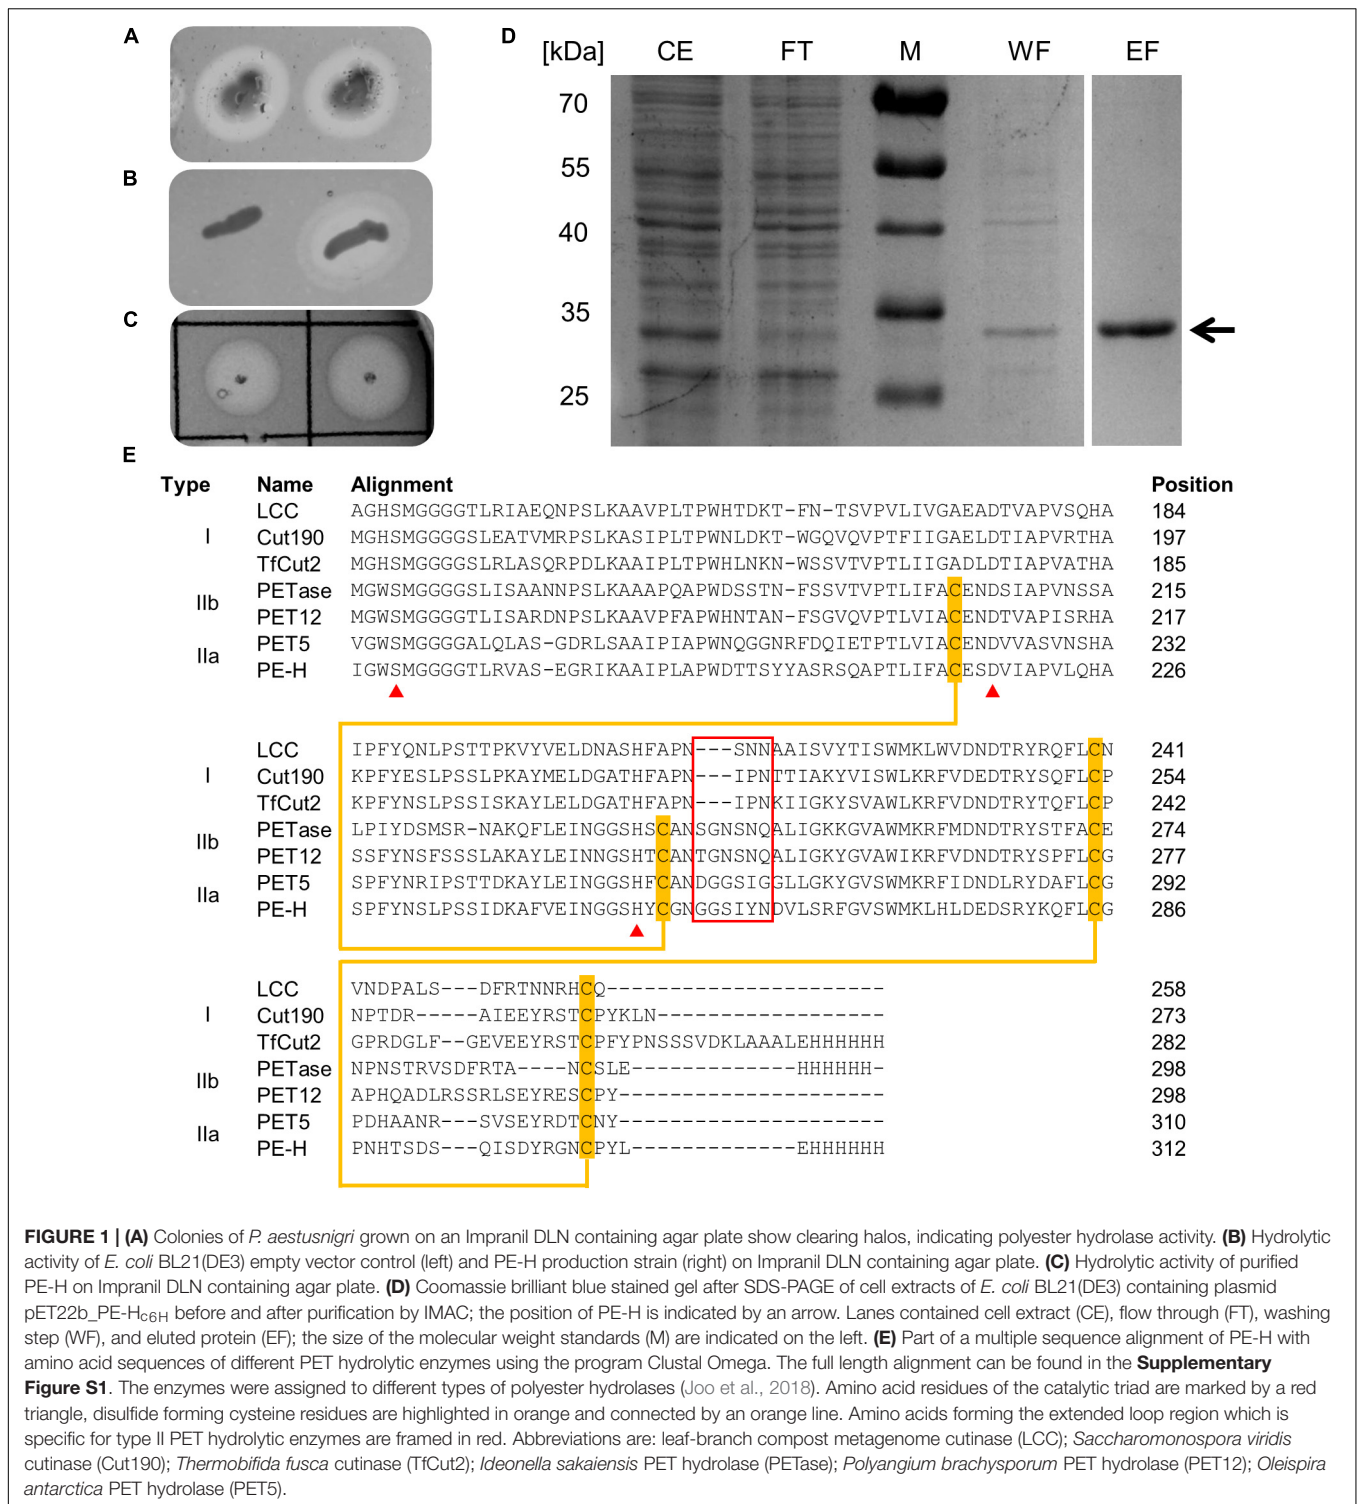 A
B
C
D
[kDa] CE FT M WF EF
70
55
40
35
25
E
Type Name Alignment Position
LCC AGHSMGGGGTLRIAEQNPSLKAAVPLTPWHTDKT-FN-TSVPVLIVGAEADTVAPVSQHA 184
I Cut190 MGHSMGGGGSLEATVMRPSLKASIPLTPWNLDKT-WGQVQVPTFIIGAELDTIAPVRTHA 197
TfCut2 MGHSMGGGGSLRLASQRPDLKAAIPLTPWHLNKN-WSSVTVPTLIIGADLDTIAPVATHA 185
IIb PETase MGWSMGGGGSLISAANNPSLKAAAPQAPWDSSTN-FSSVTVPTLIFACENDSIAPVNSSA 215
PET12 MGWSMGGGGTLISARDNPSLKAAVPFAPWHNTAN-FSGVQVPTLVIACENDTVAPISRHA 217
IIa PET5 VGWSMGGGGALQLAS-GDRLSAAIPIAPWNQGGNRFDQIETPTLVIACENDVVASVNSHA 232
PE-H IGWSMGGGGTLRVAS-EGRIKAAIPLAPWDTTSYYASRSQAPTLIFACESDVIAPVLQHA 226
LCC IPFYQNLPSTTPKVYVELDNASHFAPN---SNNAAISVYTISWMKLWVDNDTRYRQFLCN 241
I Cut190 KPFYESLPSSLPKAYMELDGATHFAPN---IPNTTIAKYVISWLKRFVDEDTRYSQFLCP 254
TfCut2 KPFYNSLPSSISKAYLELDGATHFAPN---IPNKIIGKYSVAWLKRFVDNDTRYTQFLCP 242
IIb PETase LPIYDSMSR-NAKQFLEINGGSHSCANSGNSNQALIGKKGVAWMKRFMDNDTRYSTFACE 274
PET12 SSFYNSFSSSLAKAYLEINNGSHTCANTGNSNQALIGKYGVAWIKRFVDNDTRYSPFLCG 277
IIa PET5 SPFYNRIPSTTDKAYLEINGGSHFCANDGGSIGGLLGKYGVSWMKRFIDNDLRYDAFLCG 292
PE-H SPFYNSLPSSIDKAFVEINGGSHYCGNGGSIYNDVLSRFGVSWMKLHLDEDSRYKQFLCG 286
LCC VNDPALS---DFRTNNRHCQ---------------------- 258
I Cut190 NPTDR-----AIEEYRSTCPYKLN------------------ 273
TfCut2 GPRDGLF--GEVEEYRSTCPFYPNSSSVDKLAAALEHHHHHH 282
IIb PETase NPNSTRVSDFRTA----NCSLE-------------HHHHHH- 298
PET12 APHQADLRSSRLSEYRESCPY--------------------- 298
IIa PET5 PDHAANR---SVSEYRDTCNY--------------------- 310
PE-H PNHTSDS---QISDYRGNCPYL-------------EHHHHHH 312
FIGURE 1 | (A) Colonies of P. aestusnigri grown on an Impranil DLN containing agar plate show clearing halos, indicating polyester hydrolase activity. (B) Hydrolytic
activity of E. coli BL21(DE3) empty vector control (left) and PE-H production strain (right) on Impranil DLN containing agar plate. (C) Hydrolytic activity of purified
PE-H on Impranil DLN containing agar plate. (D) Coomassie brilliant blue stained gel after SDS-PAGE of cell extracts of E. coli BL21(DE3) containing plasmid
pET22b_PE-Hc6H before and after purification by IMAC; the position of PE-H is indicated by an arrow. Lanes contained cell extract (CE), flow through (FT), washing
step (WF), and eluted protein (EF); the size of the molecular weight standards (M) are indicated on the left. (E) Part of a multiple sequence alignment of PE-H with
amino acid sequences of different PET hydrolytic enzymes using the program Clustal Omega. The full length alignment can be found in the Supplementary
Figure S1. The enzymes were assigned to different types of polyester hydrolases (Joo et al., 2018). Amino acid residues of the catalytic triad are marked by a red
triangle, disulfide forming cysteine residues are highlighted in orange and connected by an orange line. Amino acids forming the extended loop region which is
specific for type II PET hydrolytic enzymes are framed in red. Abbreviations are: leaf-branch compost metagenome cutinase (LCC); Saccharomonospora viridis
cutinase (Cut190); Thermobifida fusca cutinase (TfCut2); Ideonella sakaiensis PET hydrolase (PETase); Polyangium brachysporum PET hydrolase (PET12); Oleispira
antarctica PET hydrolase (PET5).